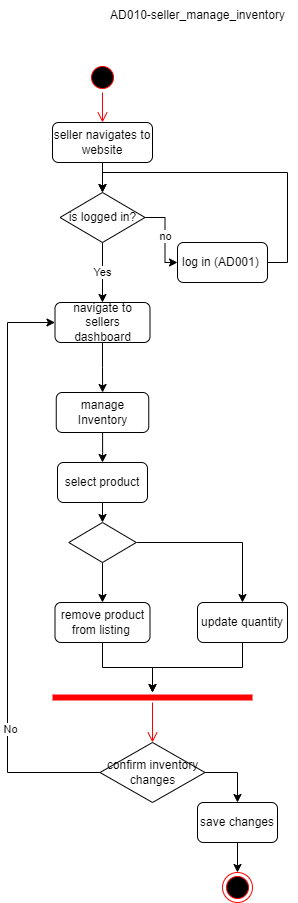 AD010-seller_manage_inventory
seller navigates to
website
is logged in?
no
log in (AD001)
Yes
navigate to
sellers
dashboard
manage
Inventory
select product
remove product
from listing
update quantity
No
confirm inventory
changes
save changes